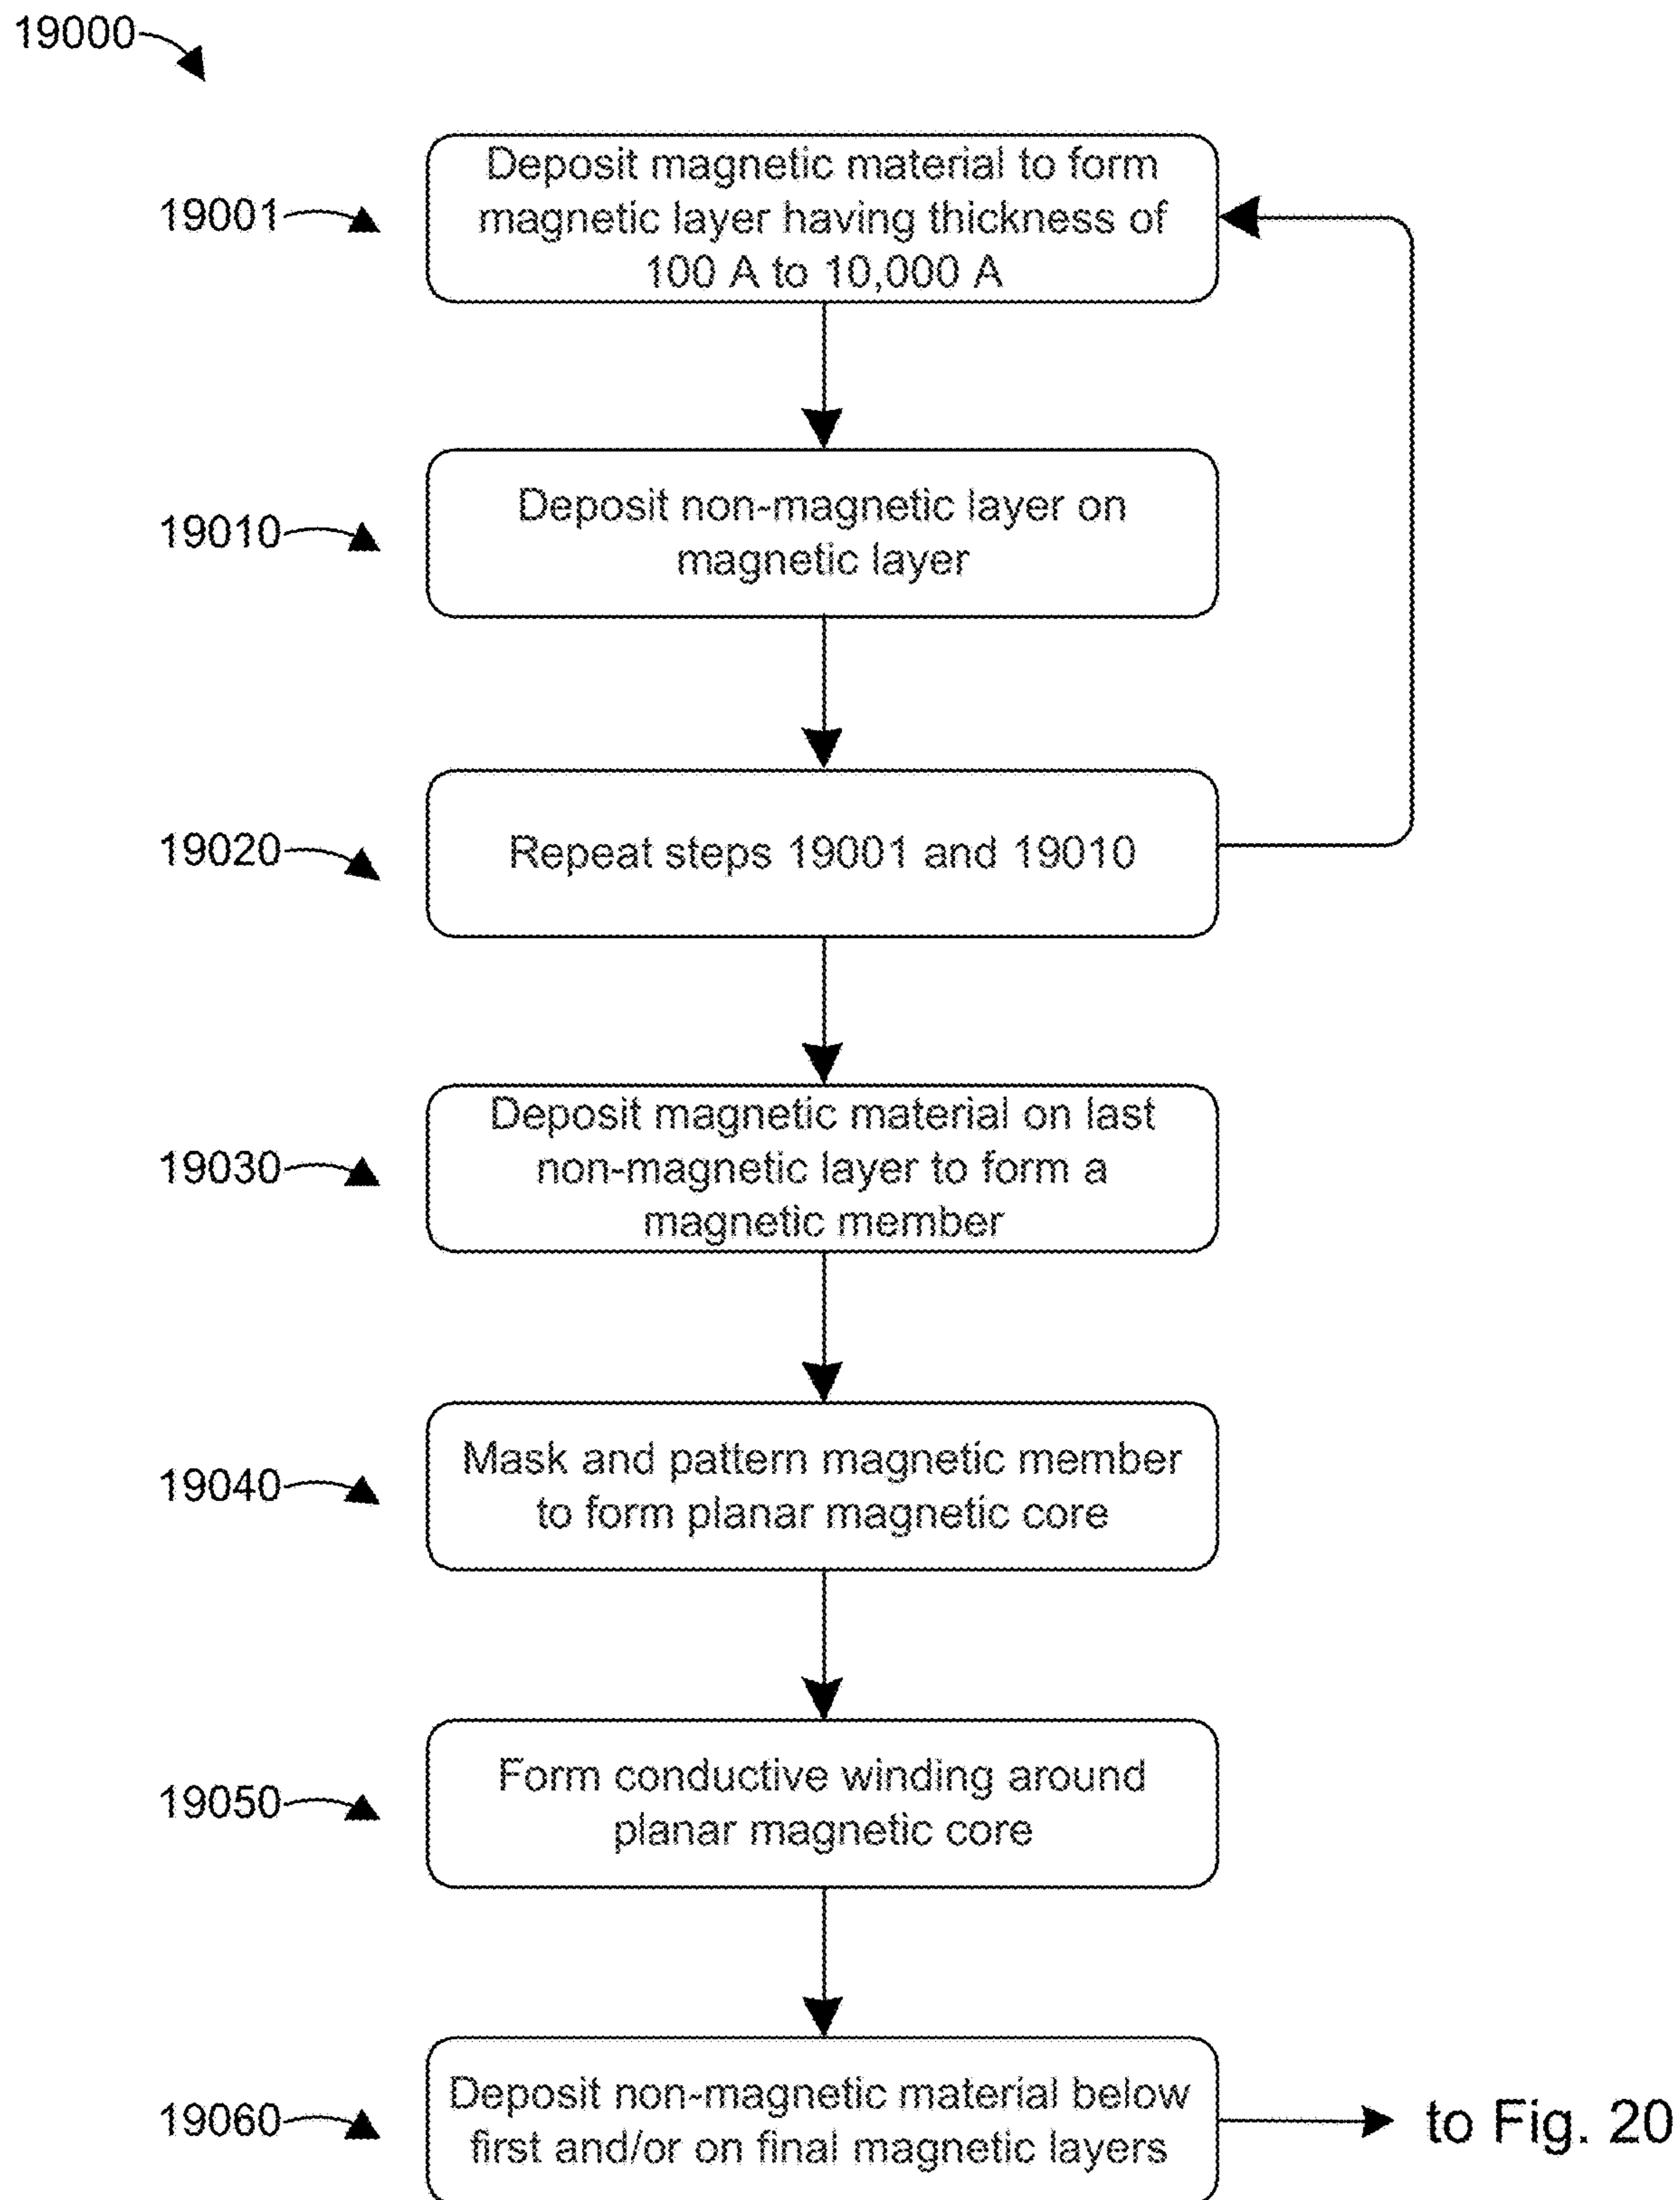 19000
19001
Deposit magnetic material to form
magnetic layer having thickness of
100 A to 10,000 A
19010
Deposit non-magnetic layer on
magnetic layer
19020
Repeat steps 19001 and 19010
19030
Deposit magnetic material on last
non-magnetic layer to form a
magnetic member
19040
Mask and pattern magnetic member
to form planar magnetic core
19050
Form conductive winding around
planar magnetic core
19060
Deposit non-magnetic material below
first and/or on final magnetic layers
to Fig. 20